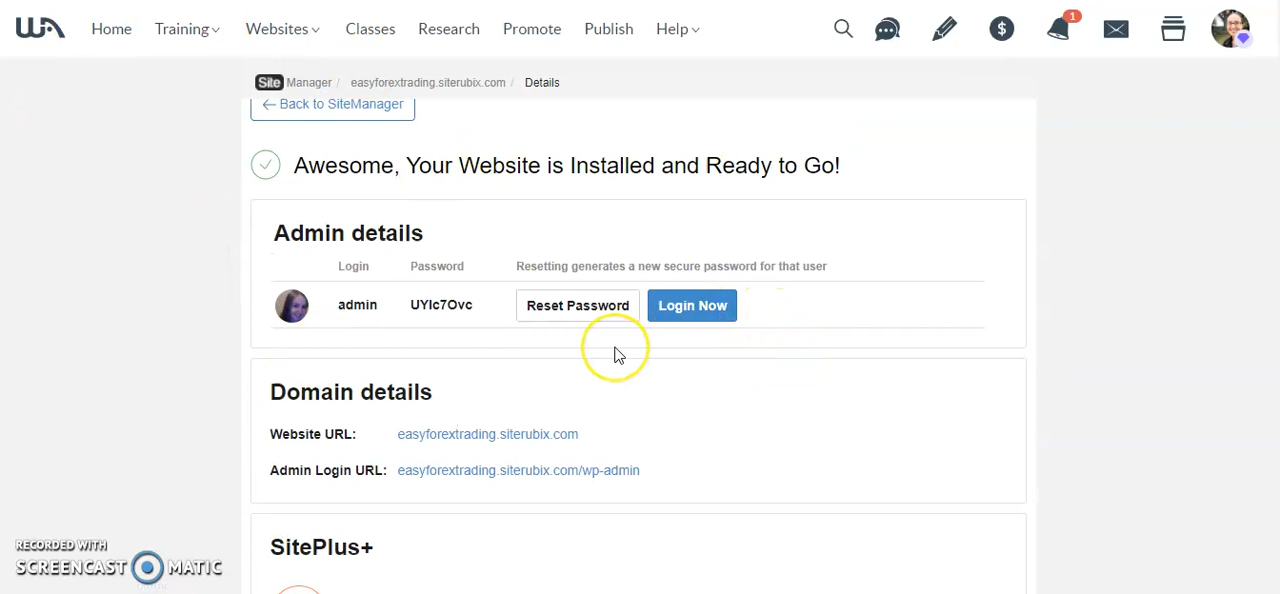 WA Home Training Websites Classes Research Promote Publish Help 1
Site Manager / easyforextrading.siterubix.com / Details
← Back to SiteManager
Awesome, Your Website is Installed and Ready to Go!
Admin details
Login Password Resetting generates a new secure password for that user
admin UYIc7Ovc Reset Password Login Now
Domain details
Website URL: easyforextrading.siterubix.com
Admin Login URL: easyforextrading.siterubix.com/wp-admin
SitePlus+
RECORDED WITH
SCREENCAST MATIC